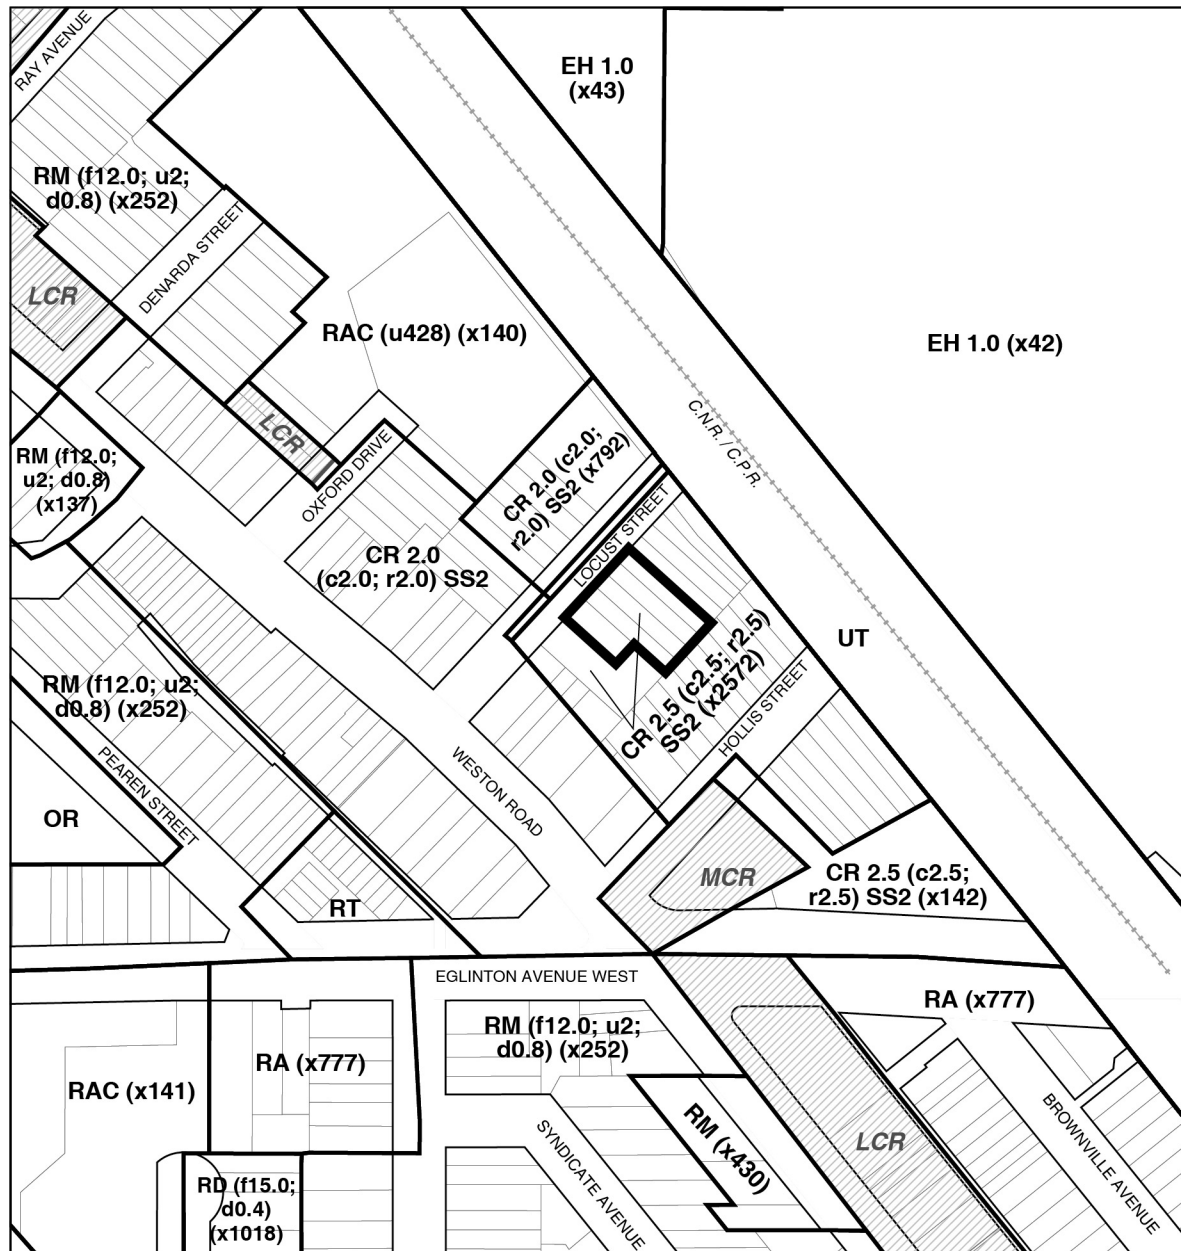 RAY AVENUE
EH 1.0
(x43)
RM (f12.0; u2;
d0.8) (x252)
DENARDA STREET
LCR
RAC (u428) (x140)
EH 1.0 (x42)
C.N.R. / C.P.R.
LCR
OXFORD DRIVE
CR 2.0 (c2.0;
r2.0) SS2 (x792)
RM (f12.0;
u2; d0.8)
(x137)
LOCUST STREET
CR 2.0
(c2.0; r2.0) SS2
UT
CR 2.5 (c2.5; r2.5)
SS2 (x2572)
HOLLIS STREET
RM (f12.0; u2;
d0.8) (x252)
PEAREN STREET
WESTON ROAD
OR
MCR
CR 2.5 (c2.5;
r2.5) SS2 (x142)
RT
EGLINTON AVENUE WEST
RA (x777)
RM (f12.0; u2;
d0.8) (x252)
RA (x777)
RAC (x141)
RM (x430)
LCR
BROWNVILLE AVENUE
SYNDICATE AVENUE
RD (f15.0;
d0.4)
(x1018)